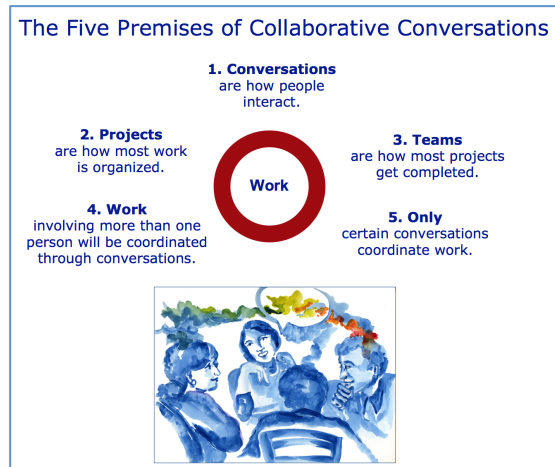 The Five Premises of Collaborative Conversations
1. Conversations
are how people
interact.
2. Projects
are how most work
is organized.
3. Teams
are how most projects
get completed.
Work
4. Work
involving more than one
person will be coordinated
through conversations.
5. Only
certain conversations
coordinate work.